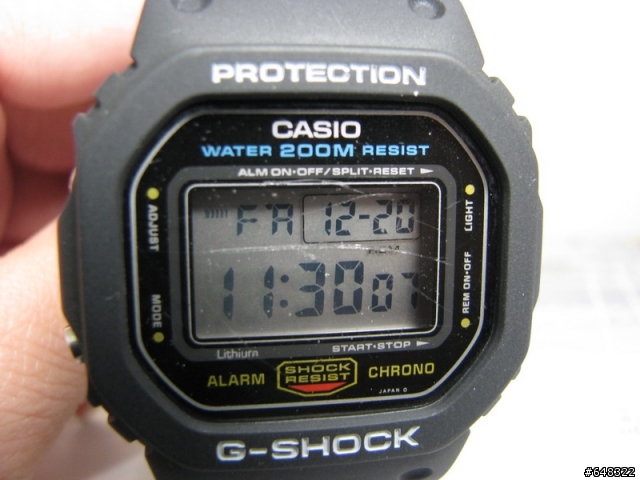 PROTECTION
CASIO
WATER 200M RESIST
ALM ON•OFF/SPLIT•RESET
ADJUST
LIGHT
FR 12-20
REM
11:30 07
MODE
REM ON•OFF
Lithium
START•STOP
ALARM
SHOCK
RESIST
CHRONO
JAPAN O
G-SHOCK
#648322